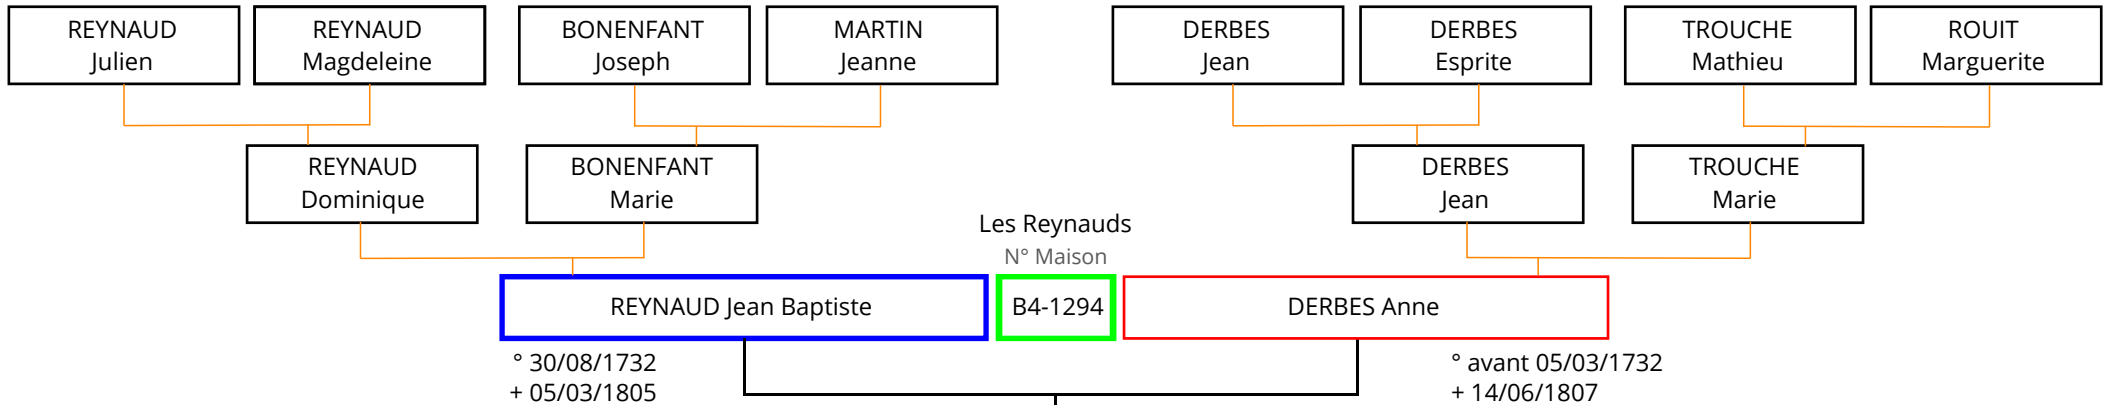 REYNAUD
Julien
REYNAUD
Magdeleine
BONENFANT
Joseph
MARTIN
Jeanne
DERBES
Jean
DERBES
Esprite
TROUCHE
Mathieu
ROUIT
Marguerite
REYNAUD
Dominique
BONENFANT
Marie
DERBES
Jean
TROUCHE
Marie
Les Reynauds
N° Maison
REYNAUD Jean Baptiste
B4-1294
DERBES Anne
° 30/08/1732
+ 05/03/1805
° avant 05/03/1732
+ 14/06/1807